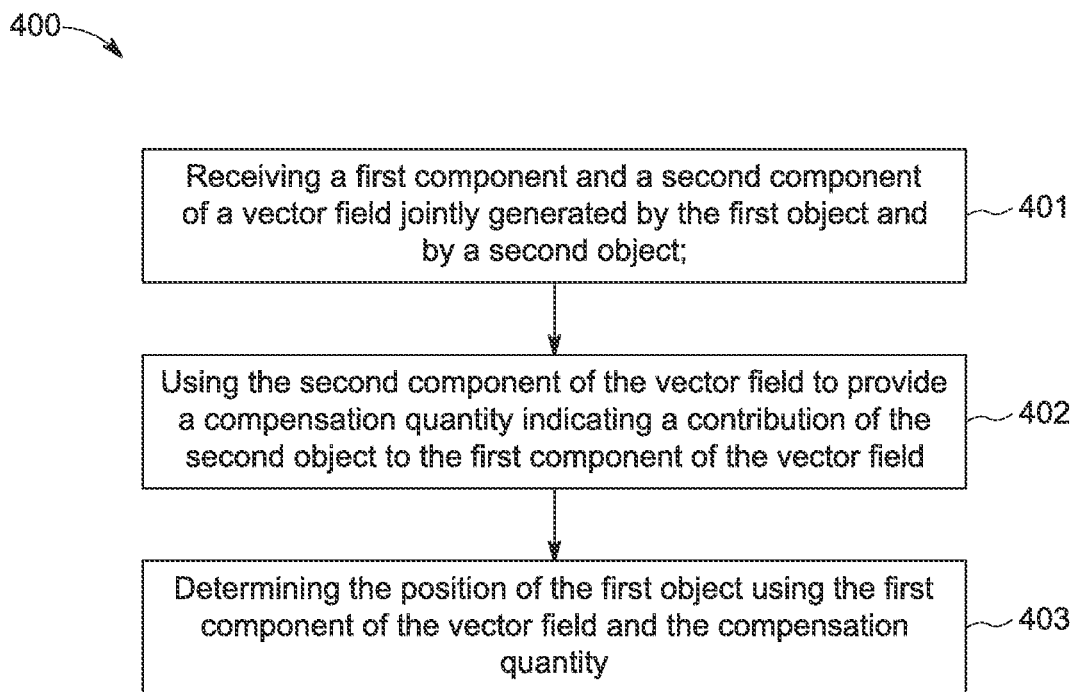 400
Receiving a first component and a second component
of a vector field jointly generated by the first object and
by a second object;
401
Using the second component of the vector field to provide
a compensation quantity indicating a contribution of the
second object to the first component of the vector field
402
Determining the position of the first object using the first
component of the vector field and the compensation
quantity
403